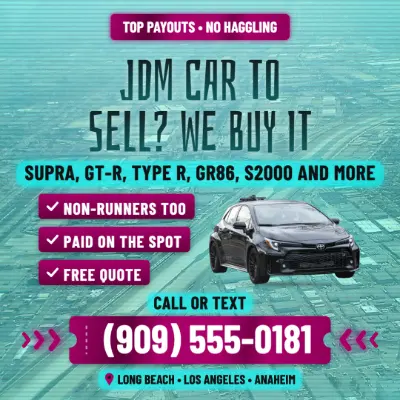 TOP PAYOUTS • NO HAGGLING
JDM CAR TO
SELL? WE BUY IT
SUPRA, GT-R, TYPE R, GR86, S2000 AND MORE
NON-RUNNERS TOO
PAID ON THE SPOT
FREE QUOTE
CALL OR TEXT
(909) 555-0181
LONG BEACH • LOS ANGELES • ANAHEIM